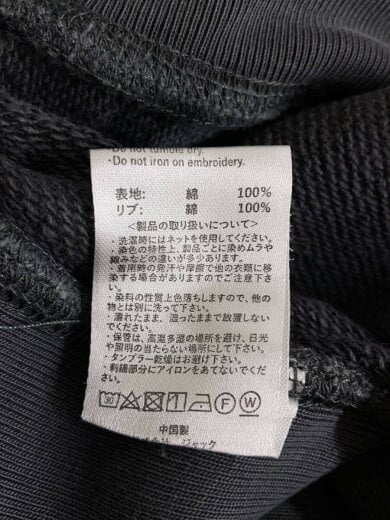 Do not tumble dry.
・Do not iron on embroidery.
表地: 綿 100%
リブ: 綿 100%
<製品の取り扱いについて>
・洗濯時にはネットを使用してください。
・染色の特性上、製品ごとに染めムラや
縮みなどの違いが多少あります。
・着用時の発汗や摩擦で他の衣類に移
染する場合がありますのでご注意下さ
い。
・染料の性質上色落ちしますので、他の
物とは別に洗って下さい。
・濡れたまま、湿ったままで放置しない
でください。
・保管は、高温多湿の場所を避け、日光
や照明の当たらない場所にして下さい。
・タンブラー乾燥はお避け下さい。
・刺繍部分にアイロンをあてないでくだ
さい。
30 F W
中国製
ジャック